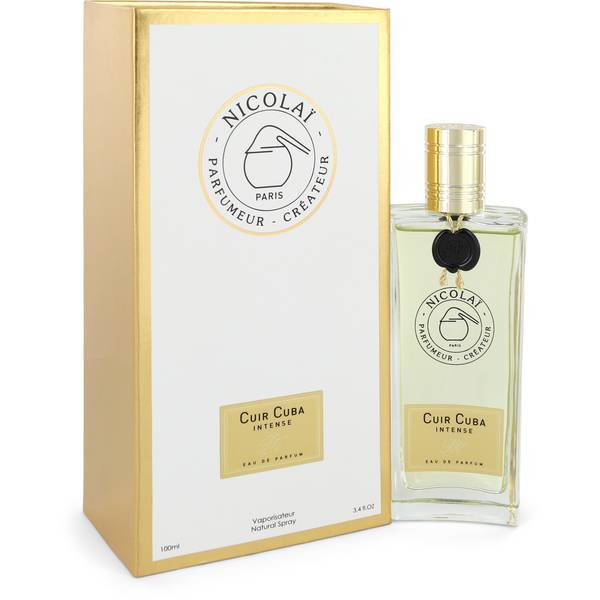 NICOLAÏ
PARIS
PARFUMEUR - CRÉATEUR
CUIR CUBA
INTENSE
EAU DE PARFUM
Vaporisateur
Natural Spray
100ml
3.4 fl.OZ
NICOLAÏ
PARIS
PARFUMEUR - CRÉATEUR
CUIR CUBA
INTENSE
EAU DE PARFUM